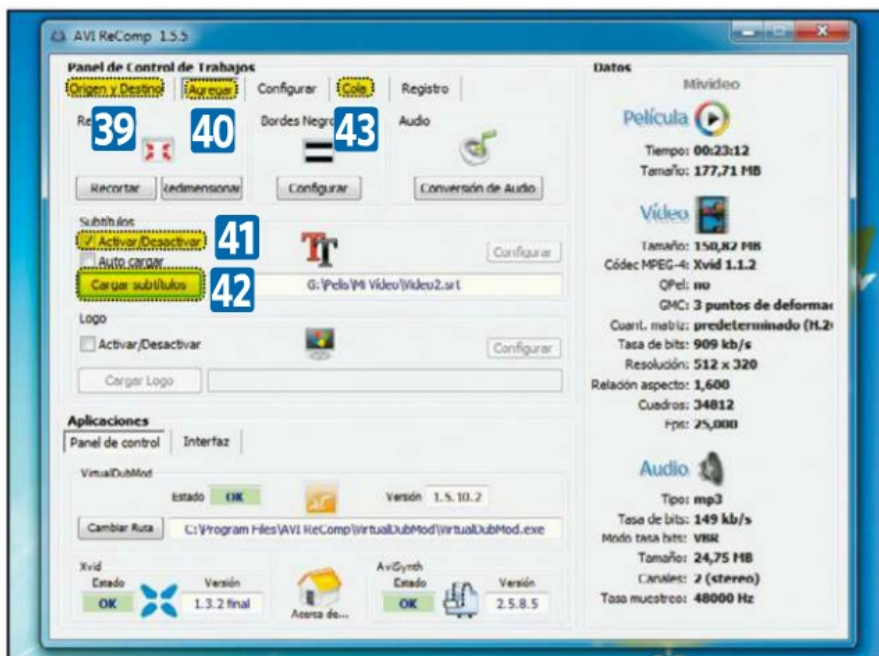 AVI ReComp 1.5.5
Panel de Control de Trabajos
Origen y Destino Agregar Configurar Cola Registro
39 40 43
Bordes Negro Audio
Recortar Redimensionar Configurar Conversión de Audio
Subtítulos
Activar/Desactivar 41
Auto cargar Configurar
Cargar subtítulos 42 G:\Pelis\Mi Vídeo\Video2.srt
Logo
Activar/Desactivar Configurar
Cargar Logo
Aplicaciones
Panel de control Interfaz
VirtualDubMod
Estado OK Versión 1.5.10.2
Cambiar Ruta C:\Program Files\AVI ReComp\VirtualDubMod\VirtualDubMod.exe
Xvid
Estado Versión
OK 1.3.2 final
Acerca de...
AviSynth
Estado Versión
OK 2.5.8.5
Datos
Mivideo
Película
Tiempo: 00:23:12
Tamaño: 177,71 MB
Vídeo
Tamaño: 150,82 MB
Códec MPEG-4: Xvid 1.1.2
QPel: no
GMC: 3 puntos de deformac
Cuant. matriz: predeterminado (H.2
Tasa de bits: 909 kb/s
Resolución: 512 x 320
Relación aspecto: 1,600
Cuadros: 34812
Fps: 25,000
Audio
Tipo: mp3
Tasa de bits: 149 kb/s
Modo tasa bits: VBR
Tamaño: 24,75 MB
Canales: 2 (stereo)
Tasa muestreo: 48000 Hz